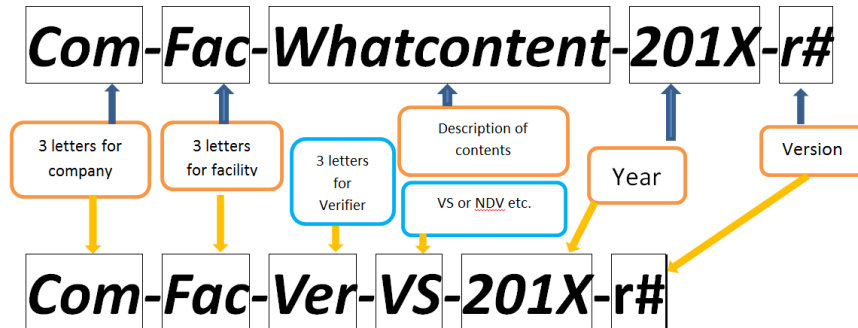 Com-Fac-Whatcontent-201X-r#
3 letters for
company
3 letters
for facility
3 letters
for
Verifier
Description of
contents
VS or NDV etc.
Year
Version
Com-Fac-Ver-VS-201X-r#